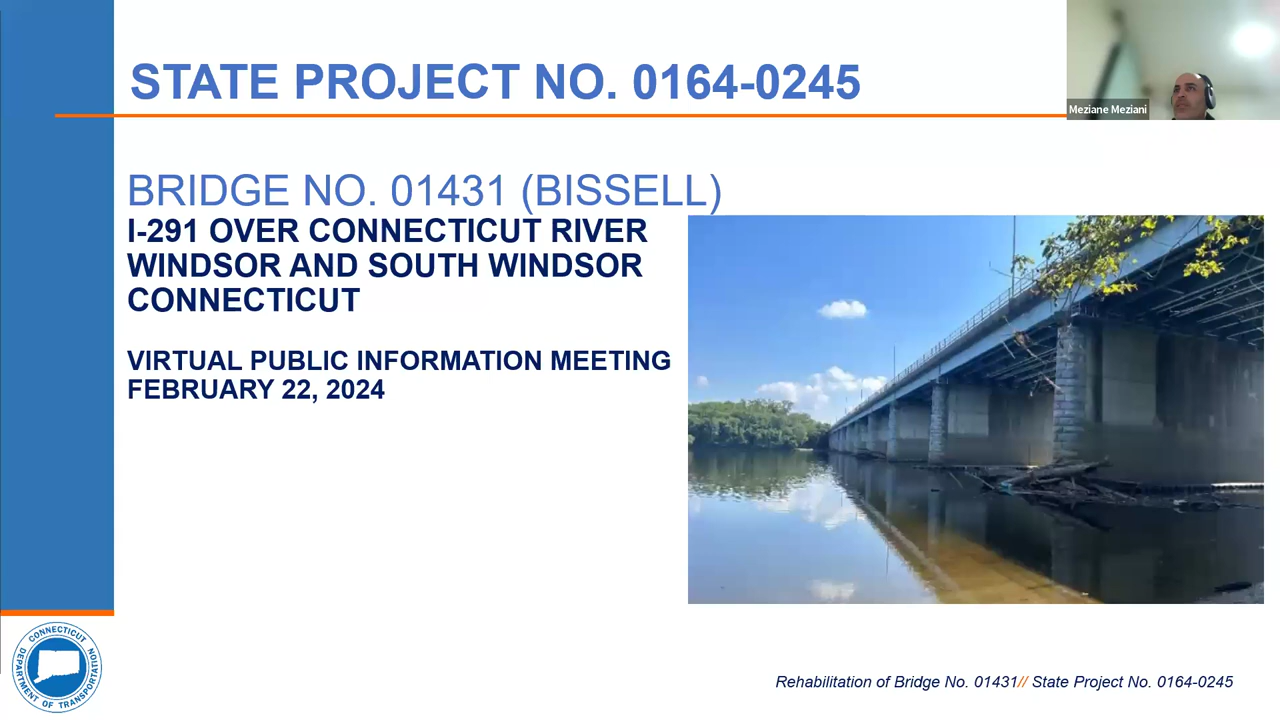 STATE PROJECT NO. 0164-0245
Meziane Meziani
BRIDGE NO. 01431 (BISSELL)
I-291 OVER CONNECTICUT RIVER
WINDSOR AND SOUTH WINDSOR
CONNECTICUT
VIRTUAL PUBLIC INFORMATION MEETING
FEBRUARY 22, 2024
CONNECTICUT
DEPARTMENT OF TRANSPORTATION
Rehabilitation of Bridge No. 01431// State Project No. 0164-0245